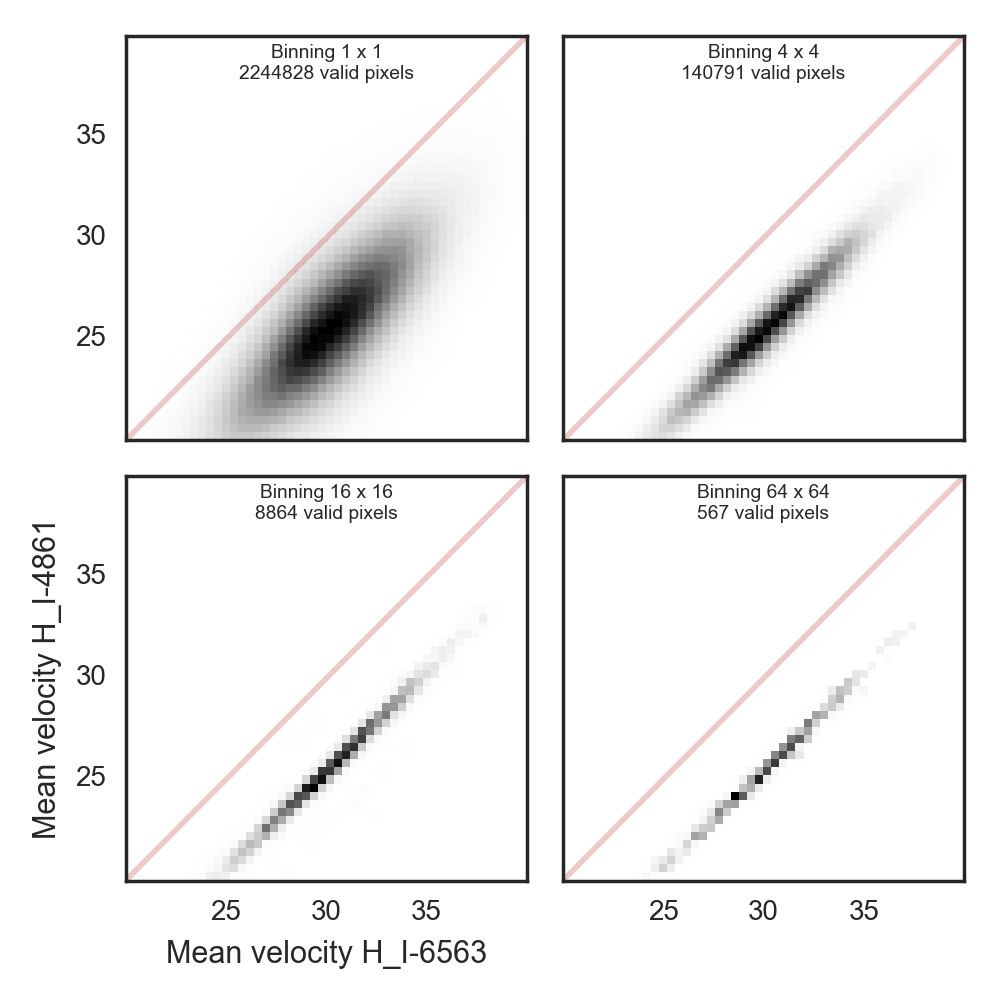 Binning 1 x 1
2244828 valid pixels
Binning 4 x 4
140791 valid pixels
35
30
25
Binning 16 x 16
8864 valid pixels
Binning 64 x 64
567 valid pixels
Mean velocity H_I-4861
35
30
25
25 30 35
25 30 35
Mean velocity H_I-6563